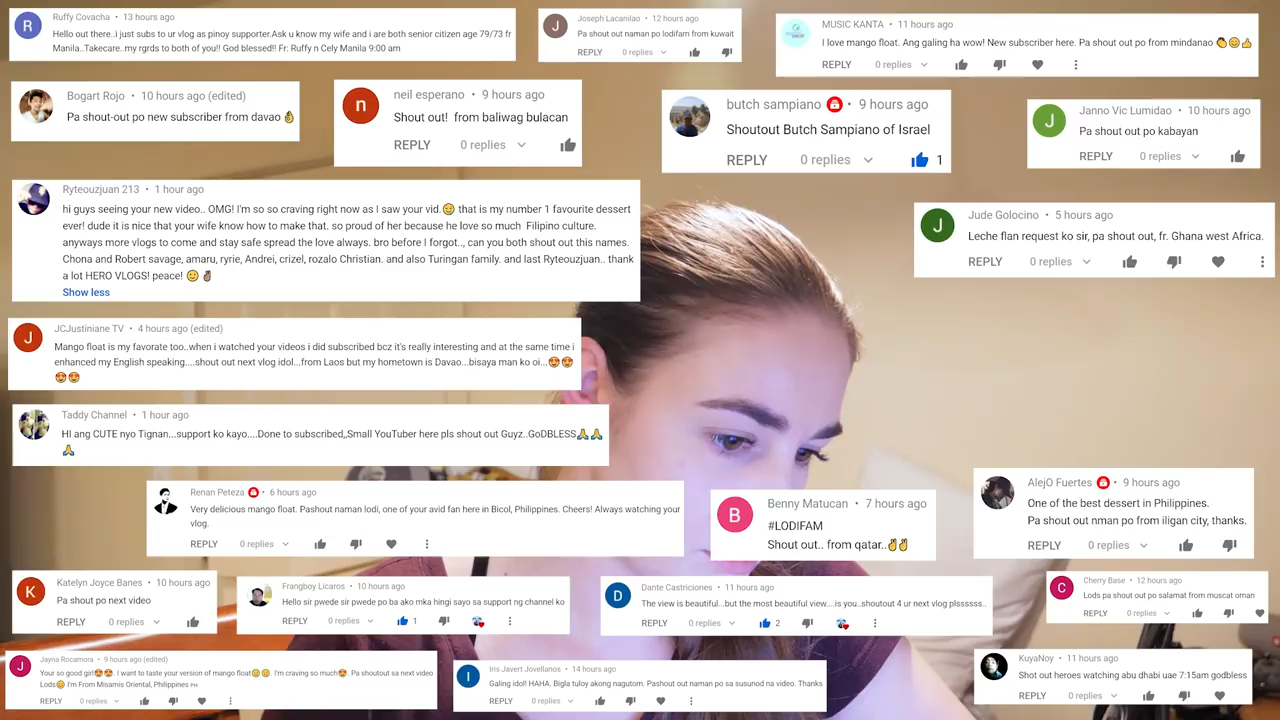 R
Ruffy Covacha • 13 hours ago
Hello out there..i just subs to ur vlog as pinoy supporter.Ask u know my wife and i are both senior citizen age 79/73 fr
Manila..Takecare..my rgrds to both of you!! God blessed!! Fr: Ruffy n Cely Manila 9:00 am
J
Joseph Lacanilao • 12 hours ago
Pa shout out naman po lodifam from kuwait
REPLY 0 replies
MUSIC KANTA • 11 hours ago
I love mango float. Ang galing ha wow! New subscriber here. Pa shout out po from mindanao 👏😊👍
REPLY 0 replies
Bogart Rojo • 10 hours ago (edited)
Pa shout-out po new subscriber from davao 👌
n
neil esperano • 9 hours ago
Shout out! from baliwag bulacan
REPLY 0 replies
butch sampiano • 9 hours ago
Shoutout Butch Sampiano of Israel
REPLY 0 replies 1
J
Janno Vic Lumidao • 10 hours ago
Pa shout out po kabayan
REPLY 0 replies
Ryteouzjuan 213 • 1 hour ago
hi guys seeing your new video.. OMG! I'm so so craving right now as I saw your vid.😊 that is my number 1 favourite dessert
ever! dude it is nice that your wife know how to make that. so proud of her because he love so much Filipino culture.
anyways more vlogs to come and stay safe spread the love always. bro before I forgot.., can you both shout out this names.
Chona and Robert savage, amaru, ryrie, Andrei, crizel, rozalo Christian. and also Turingan family. and last Ryteouzjuan.. thank
a lot HERO VLOGS! peace! 😊✌🏾
Show less
J
Jude Golocino • 5 hours ago
Leche flan request ko sir, pa shout out, fr. Ghana west Africa.
REPLY 0 replies
J
JCJustiniane TV • 4 hours ago (edited)
Mango float is my favorite too..when i watched your videos i did subscribed bcz it's really interesting and at the same time i
enhanced my English speaking....shout out next vlog idol...from Laos but my hometown is Davao...bisaya man ko oi...😍😍
😍😍
Taddy Channel • 1 hour ago
HI ang CUTE nyo Tignan...support ko kayo....Done to subscribed,,Small YouTuber here pls shout out Guyz..GoDBLESS🙏🙏
🙏
Renan Peteza • 6 hours ago
Very delicious mango float. Pashout naman lodi, one of your avid fan here in Bicol, Philippines. Cheers! Always watching your
vlog.
REPLY 0 replies
B
Benny Matucan • 7 hours ago
#LODIFAM
Shout out.. from qatar..✌✌
AlejO Fuertes • 9 hours ago
One of the best dessert in Philippines.
Pa shout out nman po from iligan city, thanks.
REPLY 0 replies
K
Katelyn Joyce Banes • 10 hours ago
Pa shout po next video
REPLY 0 replies
Frangboy Licaros • 10 hours ago
Hello sir pwede sir pwede po ba ako mka hingi sayo sa support ng channel ko
REPLY 0 replies 1
D
Dante Castriciones • 11 hours ago
The view is beautiful...but the most beautiful view....is you..shoutout 4 ur next vlog plssssss..
REPLY 0 replies 2
C
Cherry Base • 12 hours ago
Lods pa shout out po salamat from muscat oman
REPLY 0 replies
J
Jayna Rocamora • 9 hours ago (edited)
Your so good girl😍😍. I want to taste your version of mango float😊😊. I'm craving so much😍. Pa shoutout sa next video
Lods😊 I'm From Misamis Oriental, Philippines PH
REPLY 0 replies
I
Iris Javert Jovellanos • 14 hours ago
Galing idol! HAHA. Bigla tuloy akong nagutom. Pashout out naman po sa susunod na video. Thanks
REPLY 0 replies
KuyaNoy • 11 hours ago
Shot out heroes watching abu dhabi uae 7:15am godbless
REPLY 0 replies